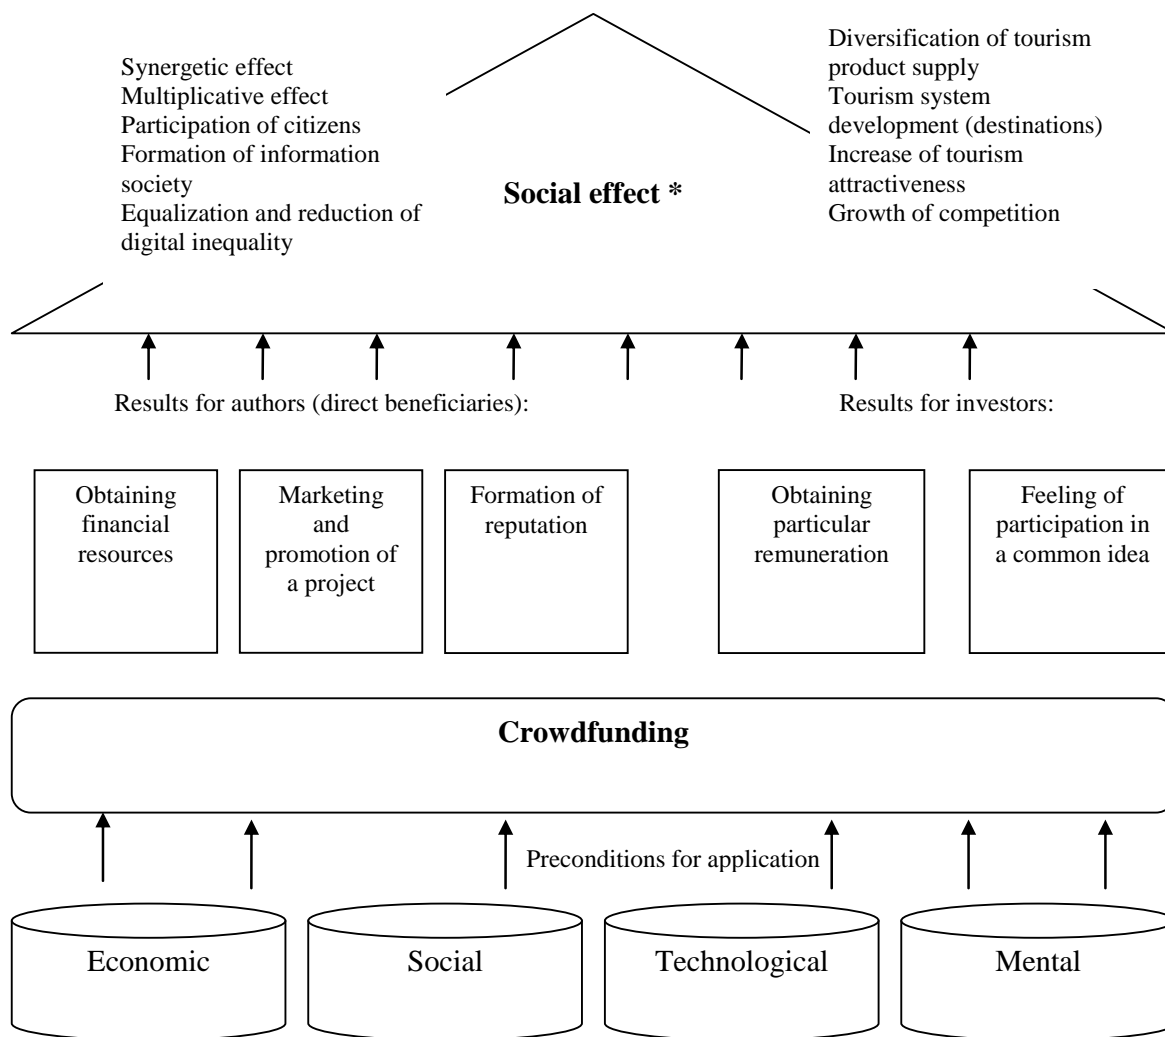 Synergetic effect
Multiplicative effect
Participation of citizens
Formation of information
society
Equalization and reduction of
digital inequality
Diversification of tourism
product supply
Tourism system
development (destinations)
Increase of tourism
attractiveness
Growth of competition
Social effect *
Results for authors (direct beneficiaries):
Results for investors:
Obtaining
financial
resources
Marketing
and
promotion of
a project
Formation of
reputation
Obtaining
particular
remuneration
Feeling of
participation in
a common idea
Crowdfunding
Preconditions for application
Economic
Social
Technological
Mental